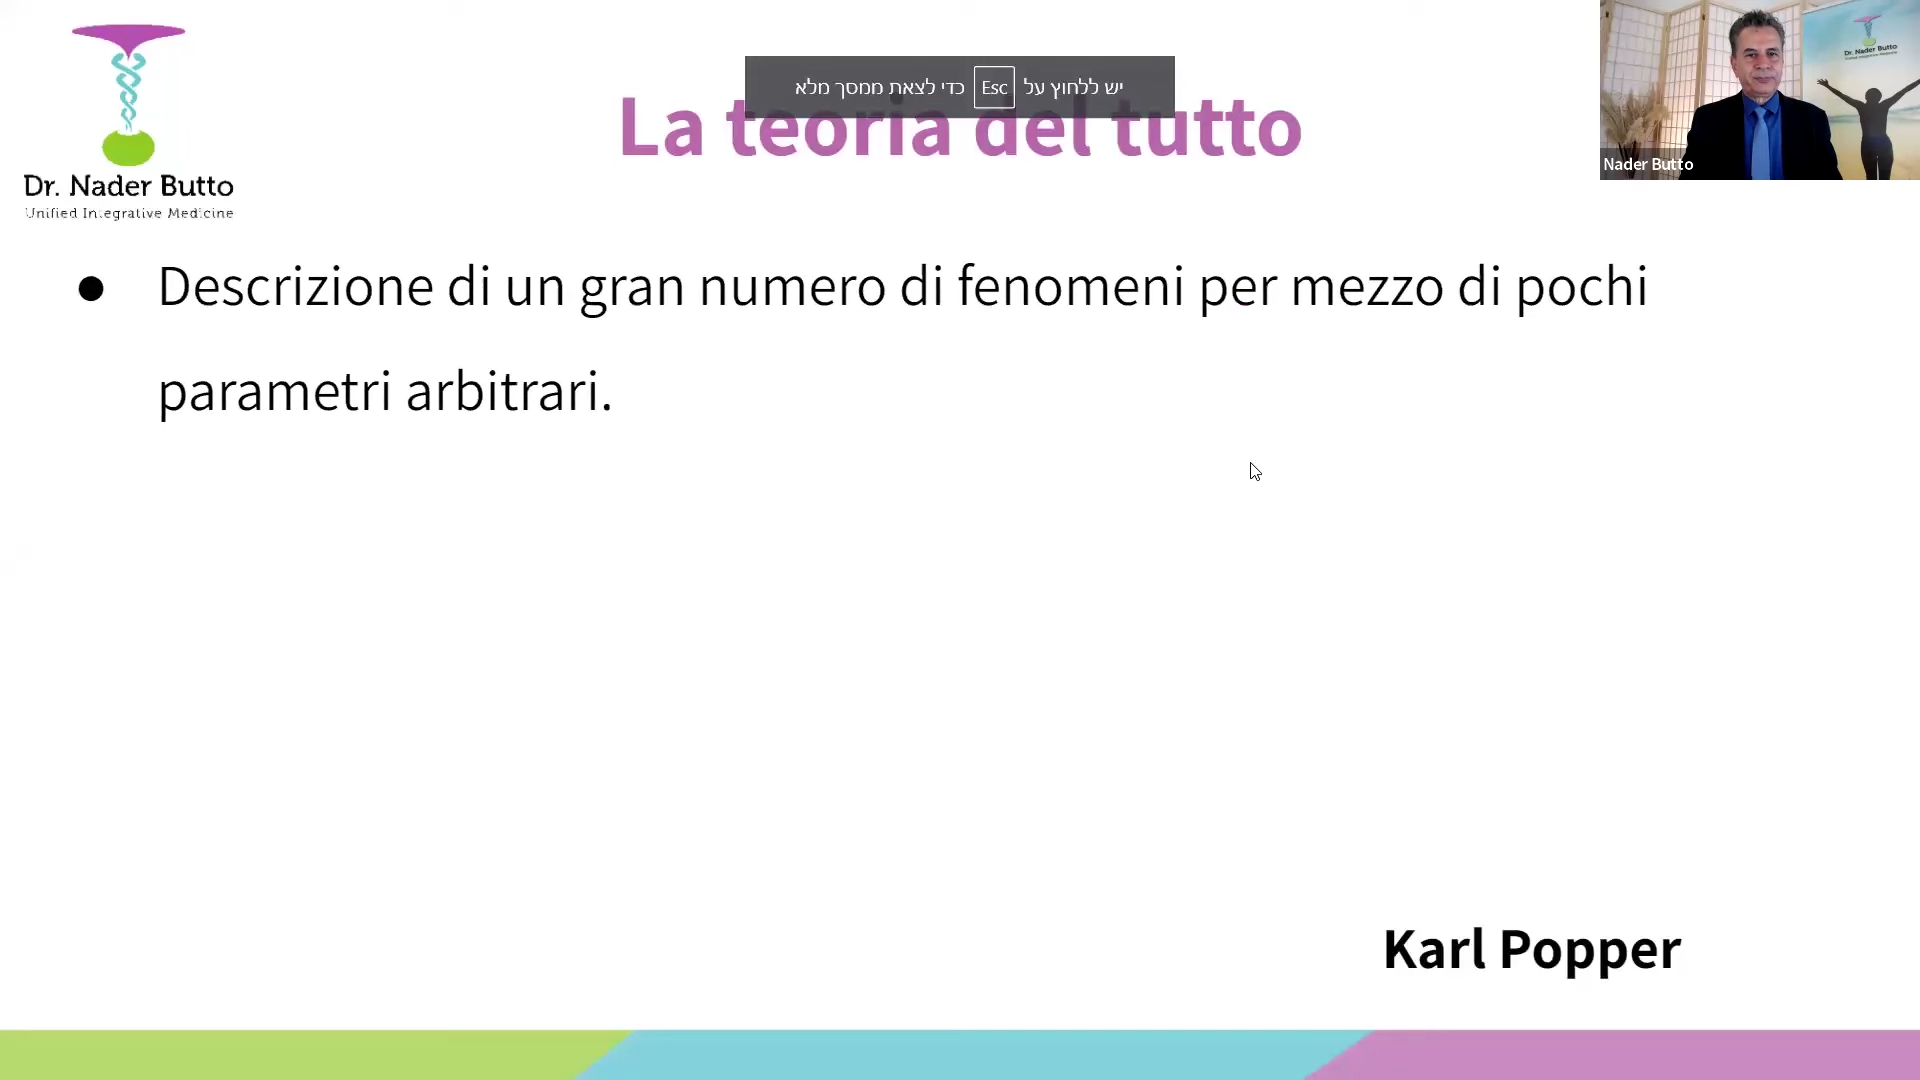 Dr. Nader Butto
Unified Integrative Medicine
יש ללחוץ על Esc כדי לצאת ממסך מלא
La teoria del tutto
Dr. Nader Butto
Nader Butto
● Descrizione di un gran numero di fenomeni per mezzo di pochi
parametri arbitrari.
Karl Popper